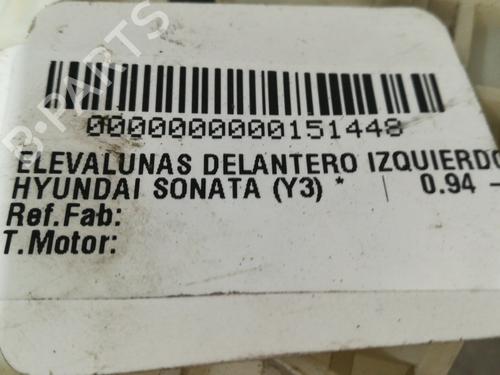 B-PARTS
0000000000151448
ELEVALUNAS DELANTERO IZQUIERDO
HYUNDAI SONATA (Y3) * | 0.94 -
Ref.Fab:
T.Motor: